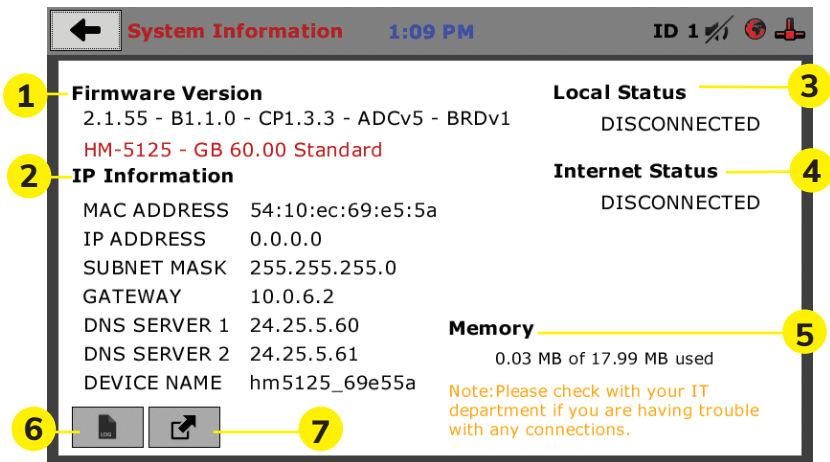 System Information 1:09 PM ID 1
1 Firmware Version
2.1.55 - B1.1.0 - CP1.3.3 - ADCv5 - BRDv1
HM-5125 - GB 60.00 Standard
2 IP Information
MAC ADDRESS 54:10:ec:69:e5:5a
IP ADDRESS 0.0.0.0
SUBNET MASK 255.255.255.0
GATEWAY 10.0.6.2
DNS SERVER 1 24.25.5.60
DNS SERVER 2 24.25.5.61
DEVICE NAME hm5125_69e55a
6 LOG 7
Local Status 3
DISCONNECTED
Internet Status 4
DISCONNECTED
Memory 5
0.03 MB of 17.99 MB used
Note:Please check with your IT
department if you are having trouble
with any connections.